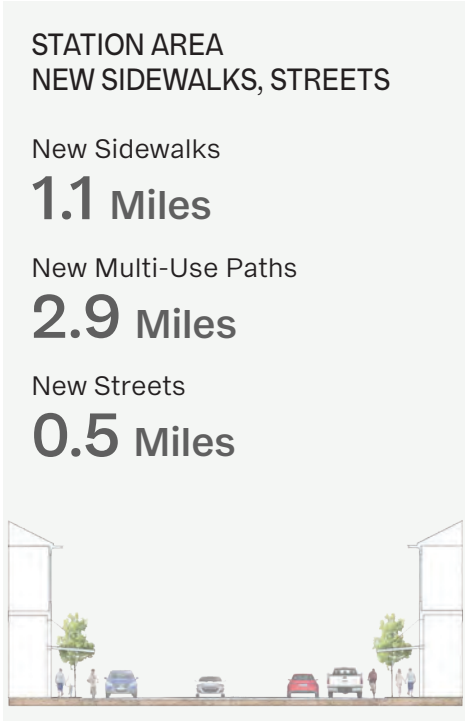 STATION AREA
NEW SIDEWALKS, STREETS
New Sidewalks
1.1 Miles
New Multi-Use Paths
2.9 Miles
New Streets
0.5 Miles